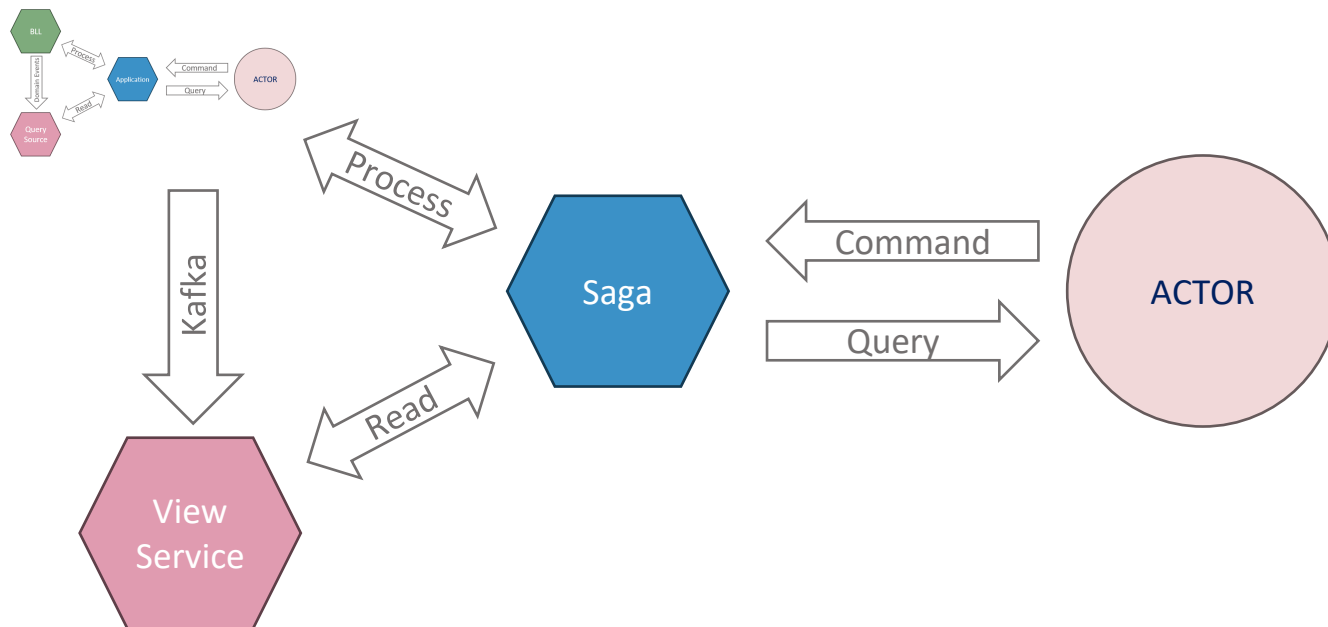 BLL
Process
Domain Events
Application
Command
Query
ACTOR
Read
Query
Source
Process
Kafka
Saga
Command
Query
ACTOR
Read
View
Service